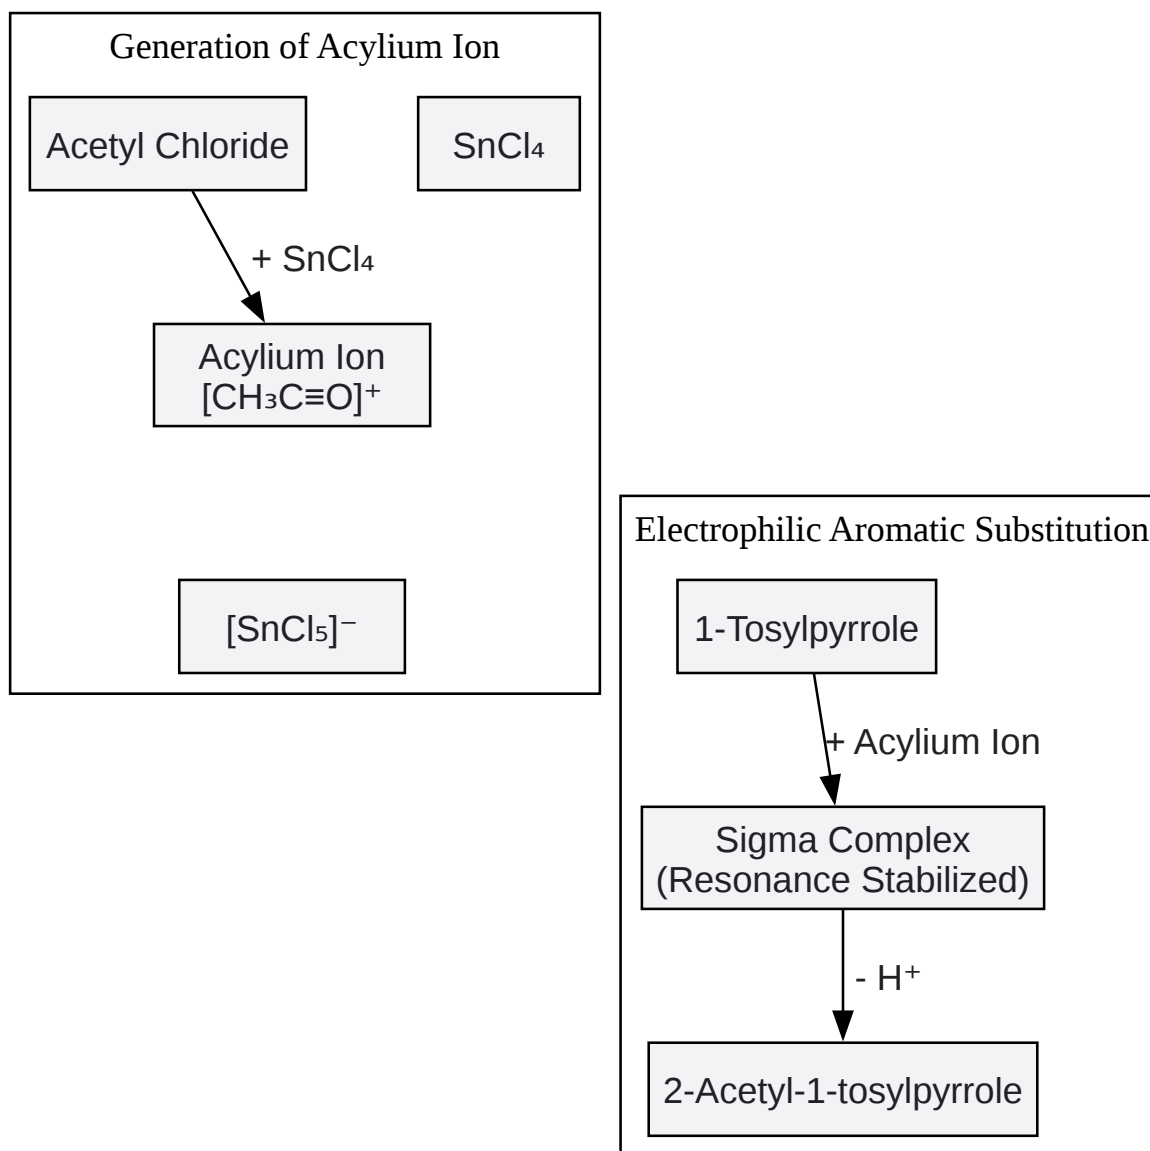 Generation of Acylium Ion
Acetyl Chloride
SnCl₄
+ SnCl₄
Acylium Ion
[CH₃C≡O]⁺
[SnCl₅]⁻
Electrophilic Aromatic Substitution
1-Tosylpyrrole
+ Acylium Ion
Sigma Complex
(Resonance Stabilized)
- H⁺
2-Acetyl-1-tosylpyrrole